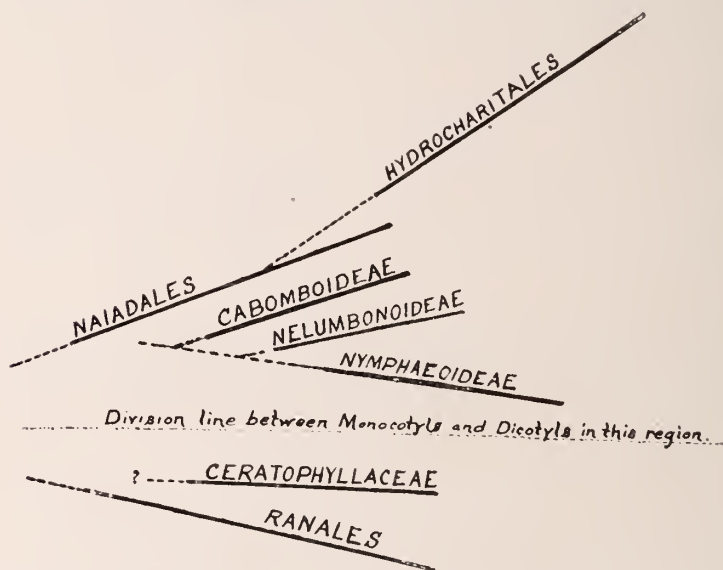 HYDROCHARITALES
NAIADALES
CABOMBOIDEAE
NELUMBONOIDEAE
NYMPHAEOIDEAE
Division line between Monocotyls and Dicotyls in this region.
? CERATOPHYLLACEAE
RANALES